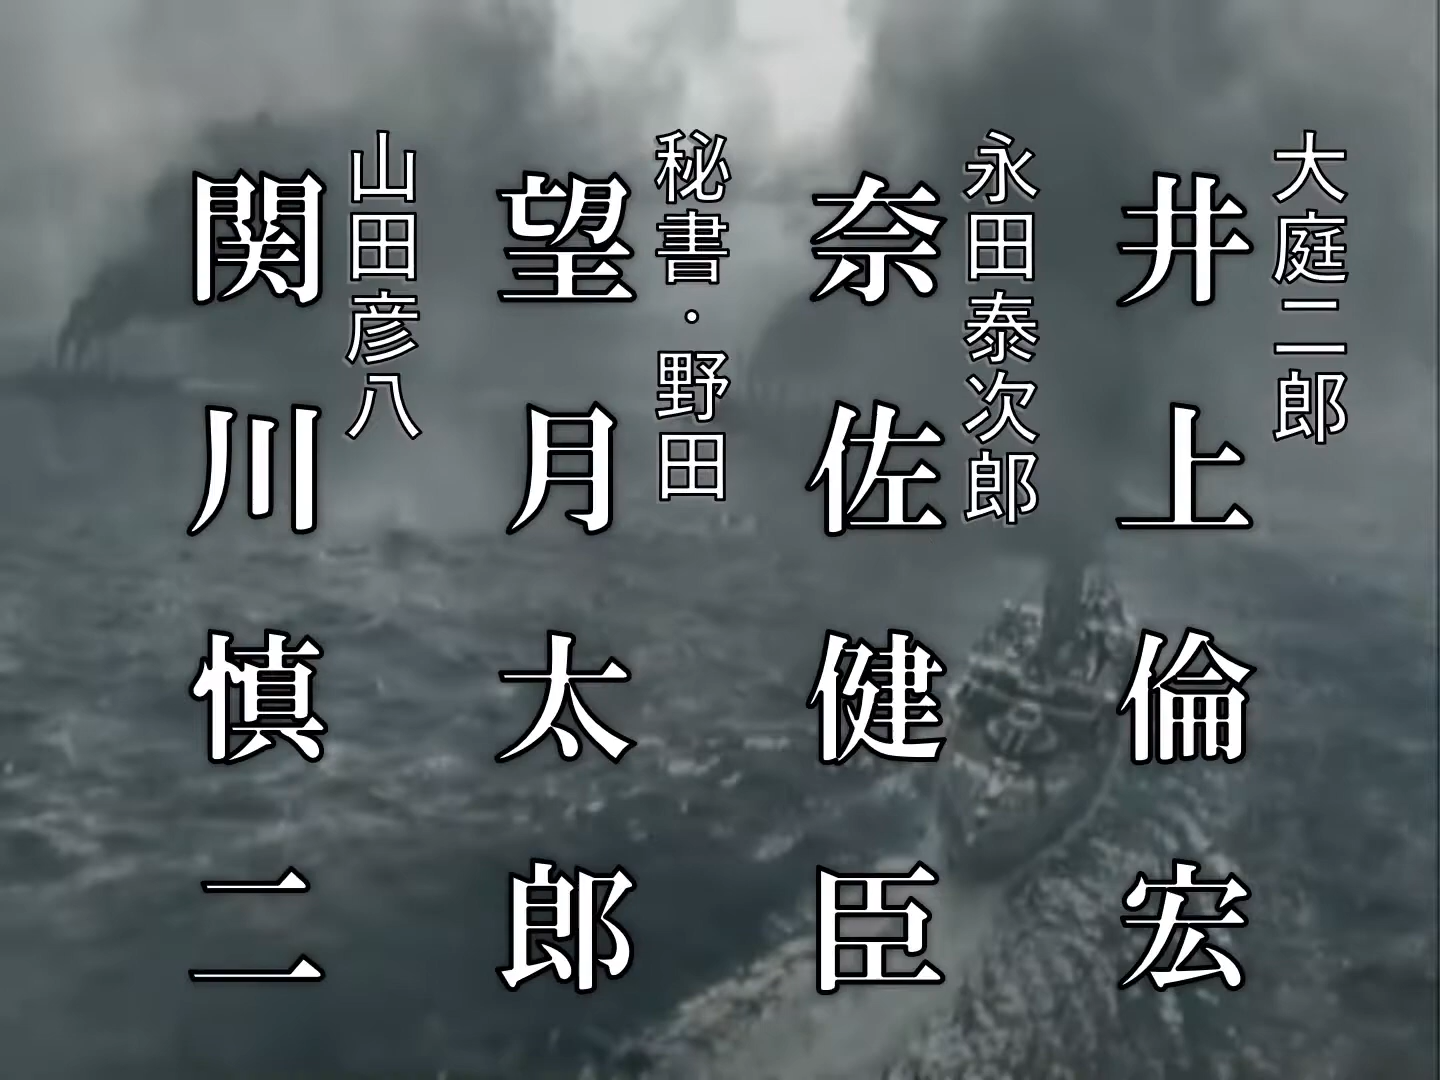 大庭二郎
井上倫宏
永田泰次郎
奈佐健臣
秘書・野田
望月太郎
山田彦八
関川慎二